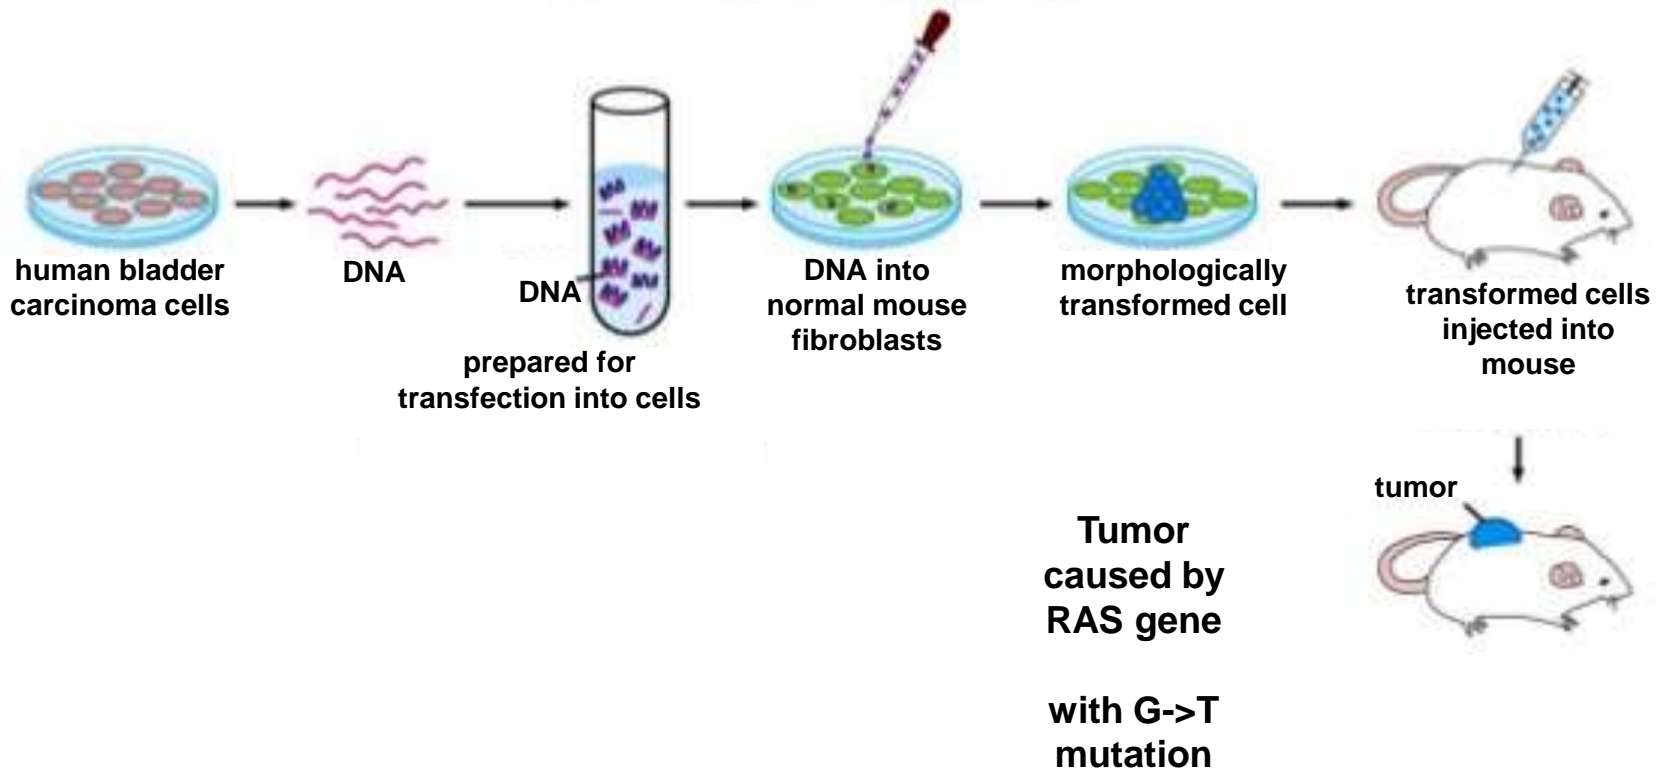 human bladder
carcinoma cells
DNA
DNA
prepared for
transfection into cells
DNA into
normal mouse
fibroblasts
morphologically
transformed cell
transformed cells
injected into
mouse
tumor
Tumor
caused by
RAS gene
with G->T
mutation